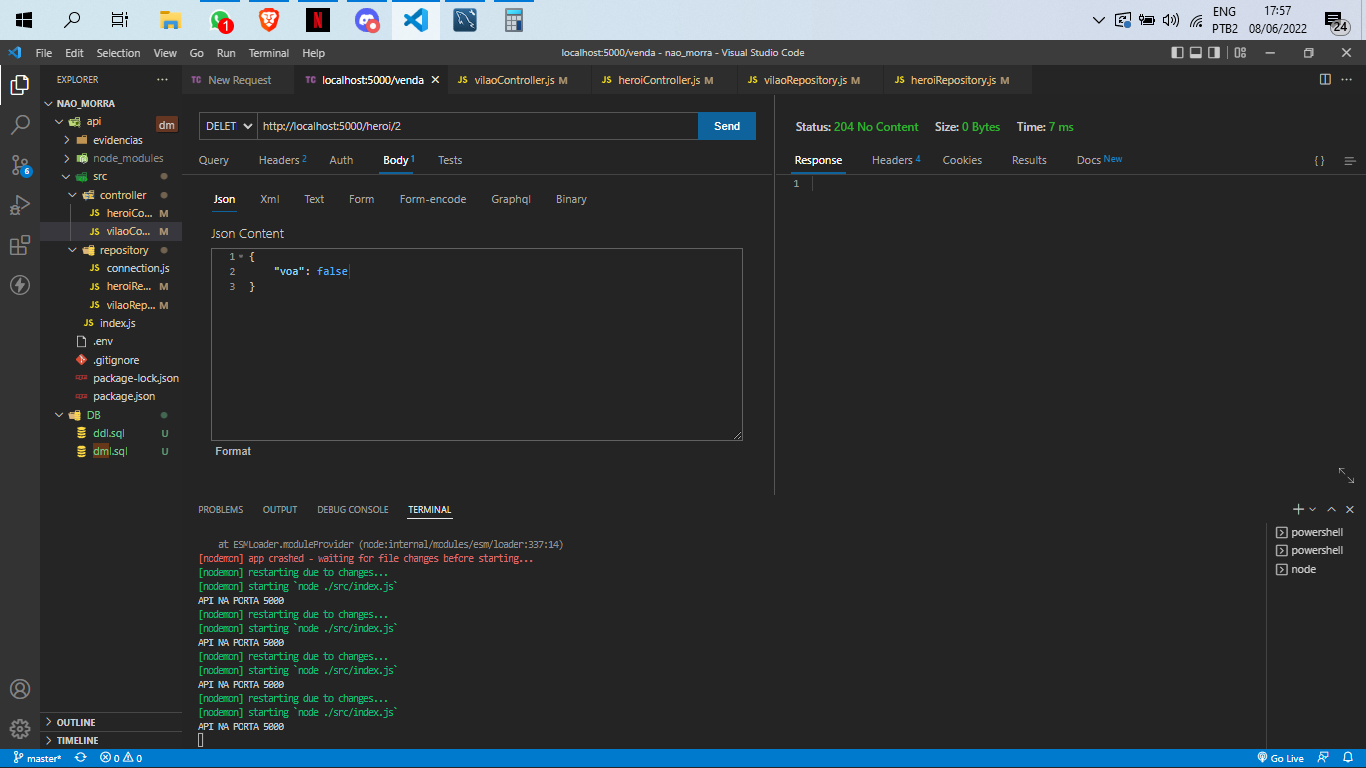 1
ENG
PTB2
17:57
08/06/2022
24
File Edit Selection View Go Run Terminal Help
localhost:5000/venda - nao_morra - Visual Studio Code
EXPLORER
TC New Request
TC localhost:5000/venda
JS vilaoController.js M
JS heroiController.js M
JS vilaoRepository.js M
JS heroiRepository.js M
NAO_MORRA
api
dm
evidencias
node_modules
src
controller
JS heroiCo... M
JS vilaoCo... M
repository
JS connection.js
JS heroiRe... M
JS vilaoRep... M
JS index.js
.env
.gitignore
package-lock.json
package.json
DB
ddl.sql U
dml.sql U
OUTLINE
TIMELINE
6
DELET http://localhost:5000/heroi/2 Send
Query Headers 2 Auth Body 1 Tests
Json Xml Text Form Form-encode Graphql Binary
Json Content
1 {
2 "voa": false
3 }
Format
Status: 204 No Content Size: 0 Bytes Time: 7 ms
Response Headers 4 Cookies Results Docs New { }
1
PROBLEMS OUTPUT DEBUG CONSOLE TERMINAL
at ESMLoader.moduleProvider (node:internal/modules/esm/loader:337:14)
[nodemon] app crashed - waiting for file changes before starting...
[nodemon] restarting due to changes...
[nodemon] starting `node ./src/index.js`
API NA PORTA 5000
[nodemon] restarting due to changes...
[nodemon] starting `node ./src/index.js`
API NA PORTA 5000
[nodemon] restarting due to changes...
[nodemon] starting `node ./src/index.js`
API NA PORTA 5000
[nodemon] restarting due to changes...
[nodemon] starting `node ./src/index.js`
API NA PORTA 5000
powershell
powershell
node
master* 0 0 Go Live